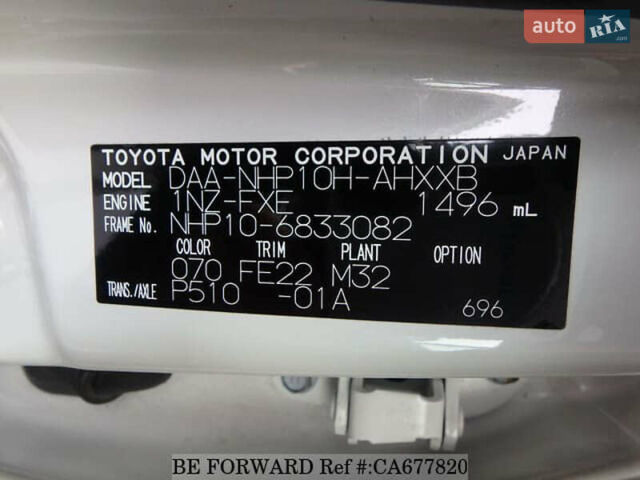 auto RIA.com
TOYOTA MOTOR CORPORATION JAPAN
MODEL DAA-NHP10H-AHXXB
ENGINE 1NZ-FXE 1496 mL
FRAME No. NHP10-6833082
COLOR TRIM PLANT OPTION
070 FE22 M32
TRANS./AXLE P510 -01A 696
BE FORWARD Ref #:CA677820